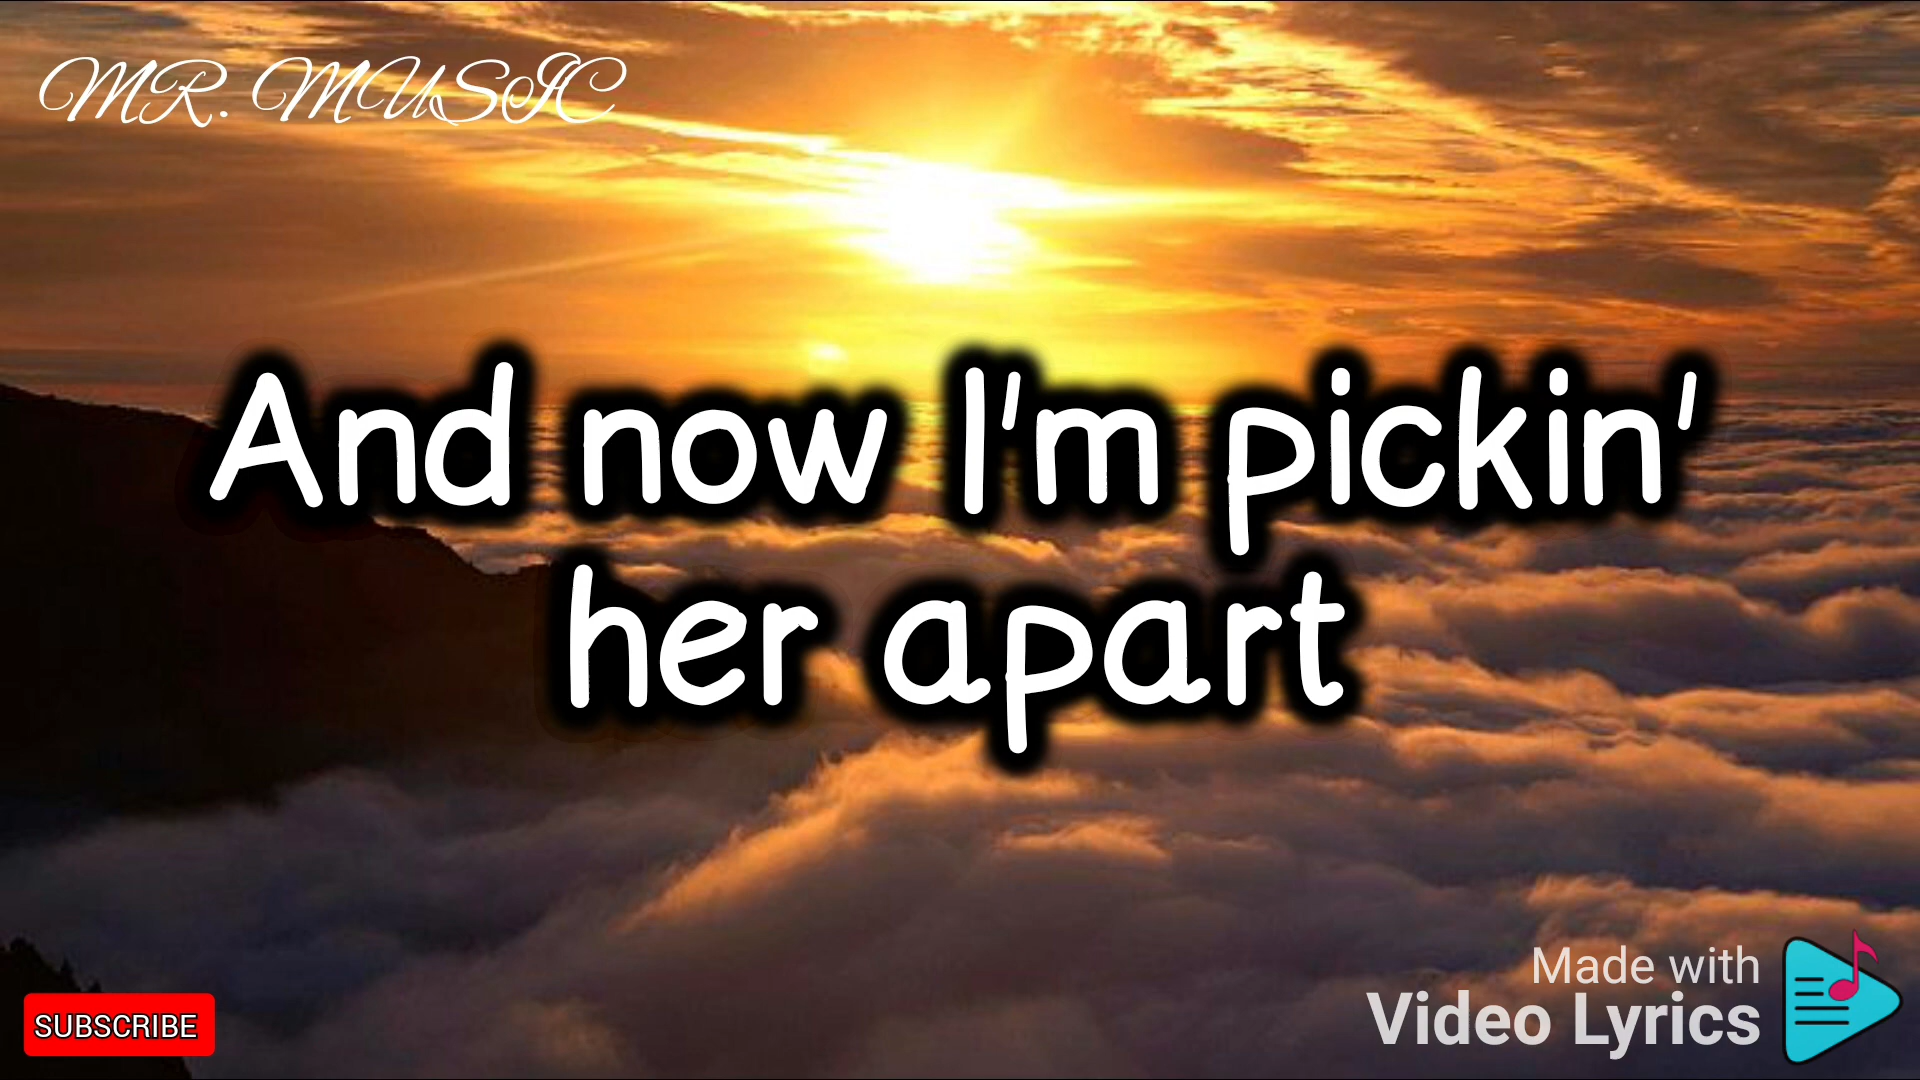 MR. MUSIC
And now I'm pickin'
her apart
SUBSCRIBE
Made with
Video Lyrics